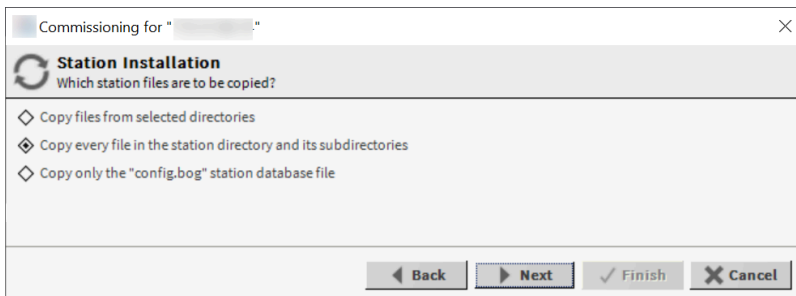 Commissioning for " "
Station Installation
Which station files are to be copied?
Copy files from selected directories
Copy every file in the station directory and its subdirectories
Copy only the "config.bog" station database file
Back Next Finish Cancel